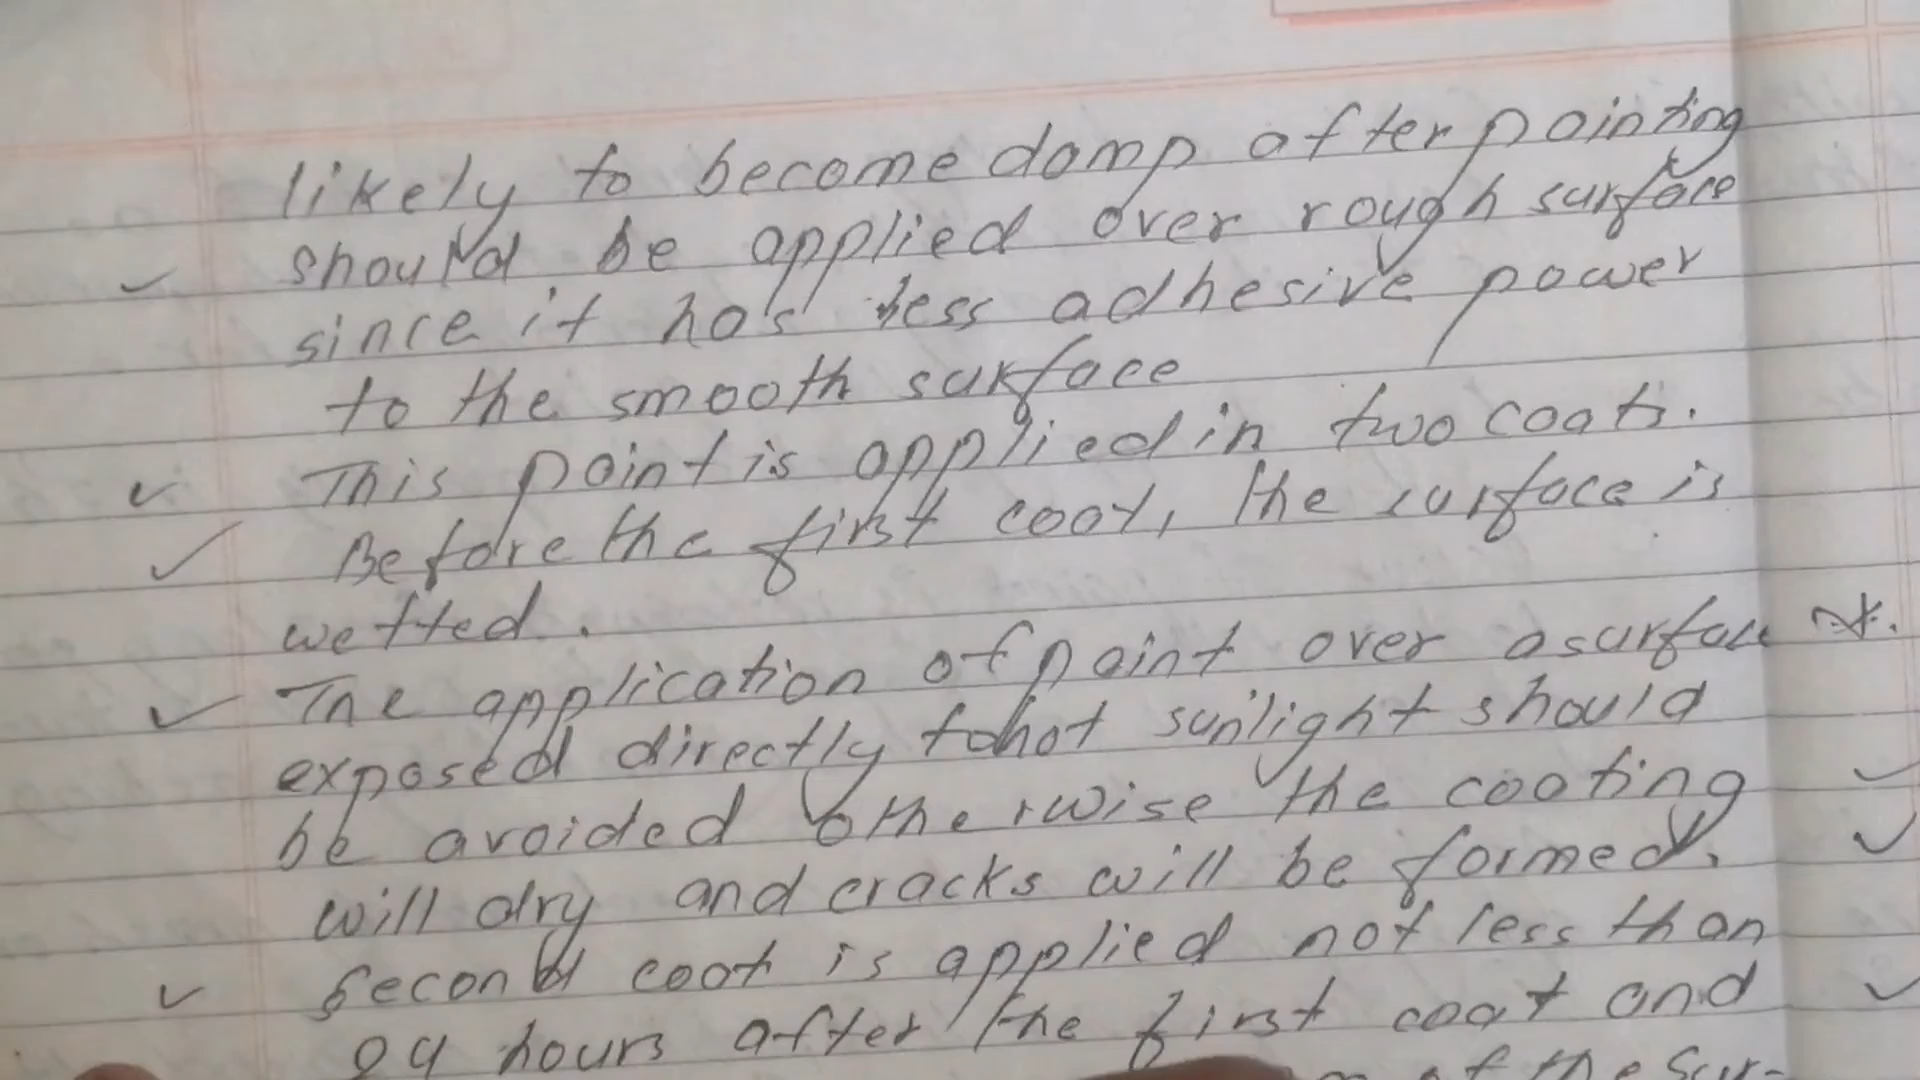 likely to become damp after painting
should be applied over rough surface
since it has less adhesive power
to the smooth surface
This paint is applied in two coats.
Before the first coat, the surface is
wetted.
The application of paint over a surface
exposed directly to hot sunlight should
be avoided otherwise the coating
will dry and cracks will be formed.
Second coat is applied not less than
24 hours after the first coat and
of the Sur-